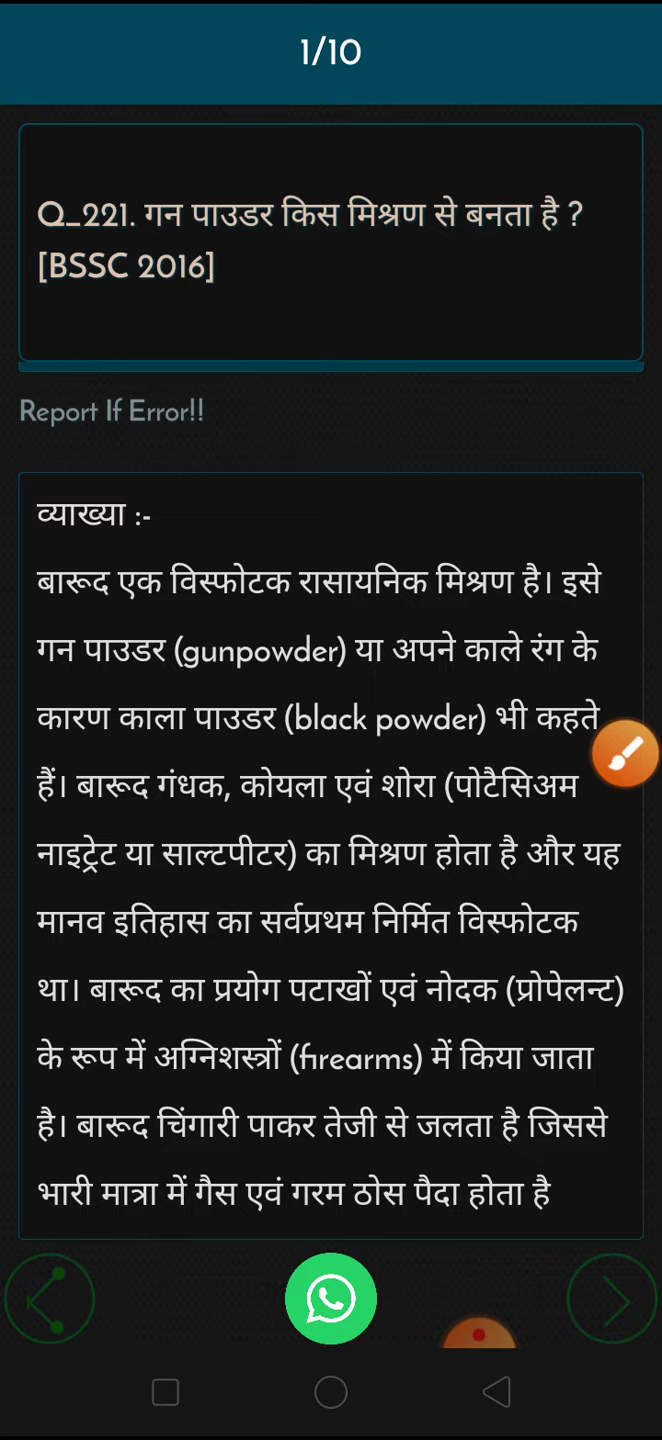 1/10
Q_221. गन पाउडर किस मिश्रण से बनता है ?
[BSSC 2016]
Report If Error!!
व्याख्या :-
बारूद एक विस्फोटक रासायनिक मिश्रण है। इसे
गन पाउडर (gunpowder) या अपने काले रंग के
कारण काला पाउडर (black powder) भी कहते
हैं। बारूद गंधक, कोयला एवं शोरा (पोटैसिअम
नाइट्रेट या साल्टपीटर) का मिश्रण होता है और यह
मानव इतिहास का सर्वप्रथम निर्मित विस्फोटक
था। बारूद का प्रयोग पटाखों एवं नोदक (प्रोपेलन्ट)
के रूप में अग्निशस्त्रों (firearms) में किया जाता
है। बारूद चिंगारी पाकर तेजी से जलता है जिससे
भारी मात्रा में गैस एवं गरम ठोस पैदा होता है